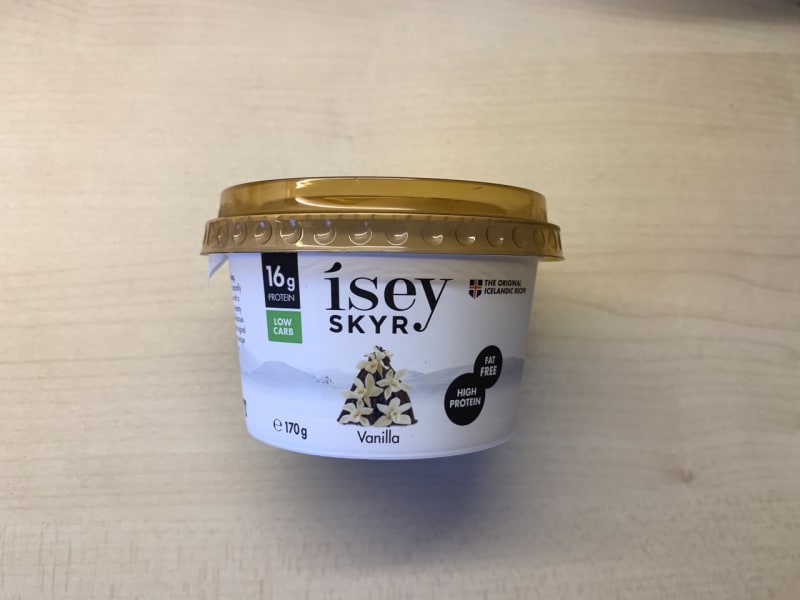 16g
PROTEIN
LOW
CARB
ísey
SKYR
THE ORIGINAL
ICELANDIC RECIPE
FAT
FREE
HIGH
PROTEIN
Vanilla
℮ 170g